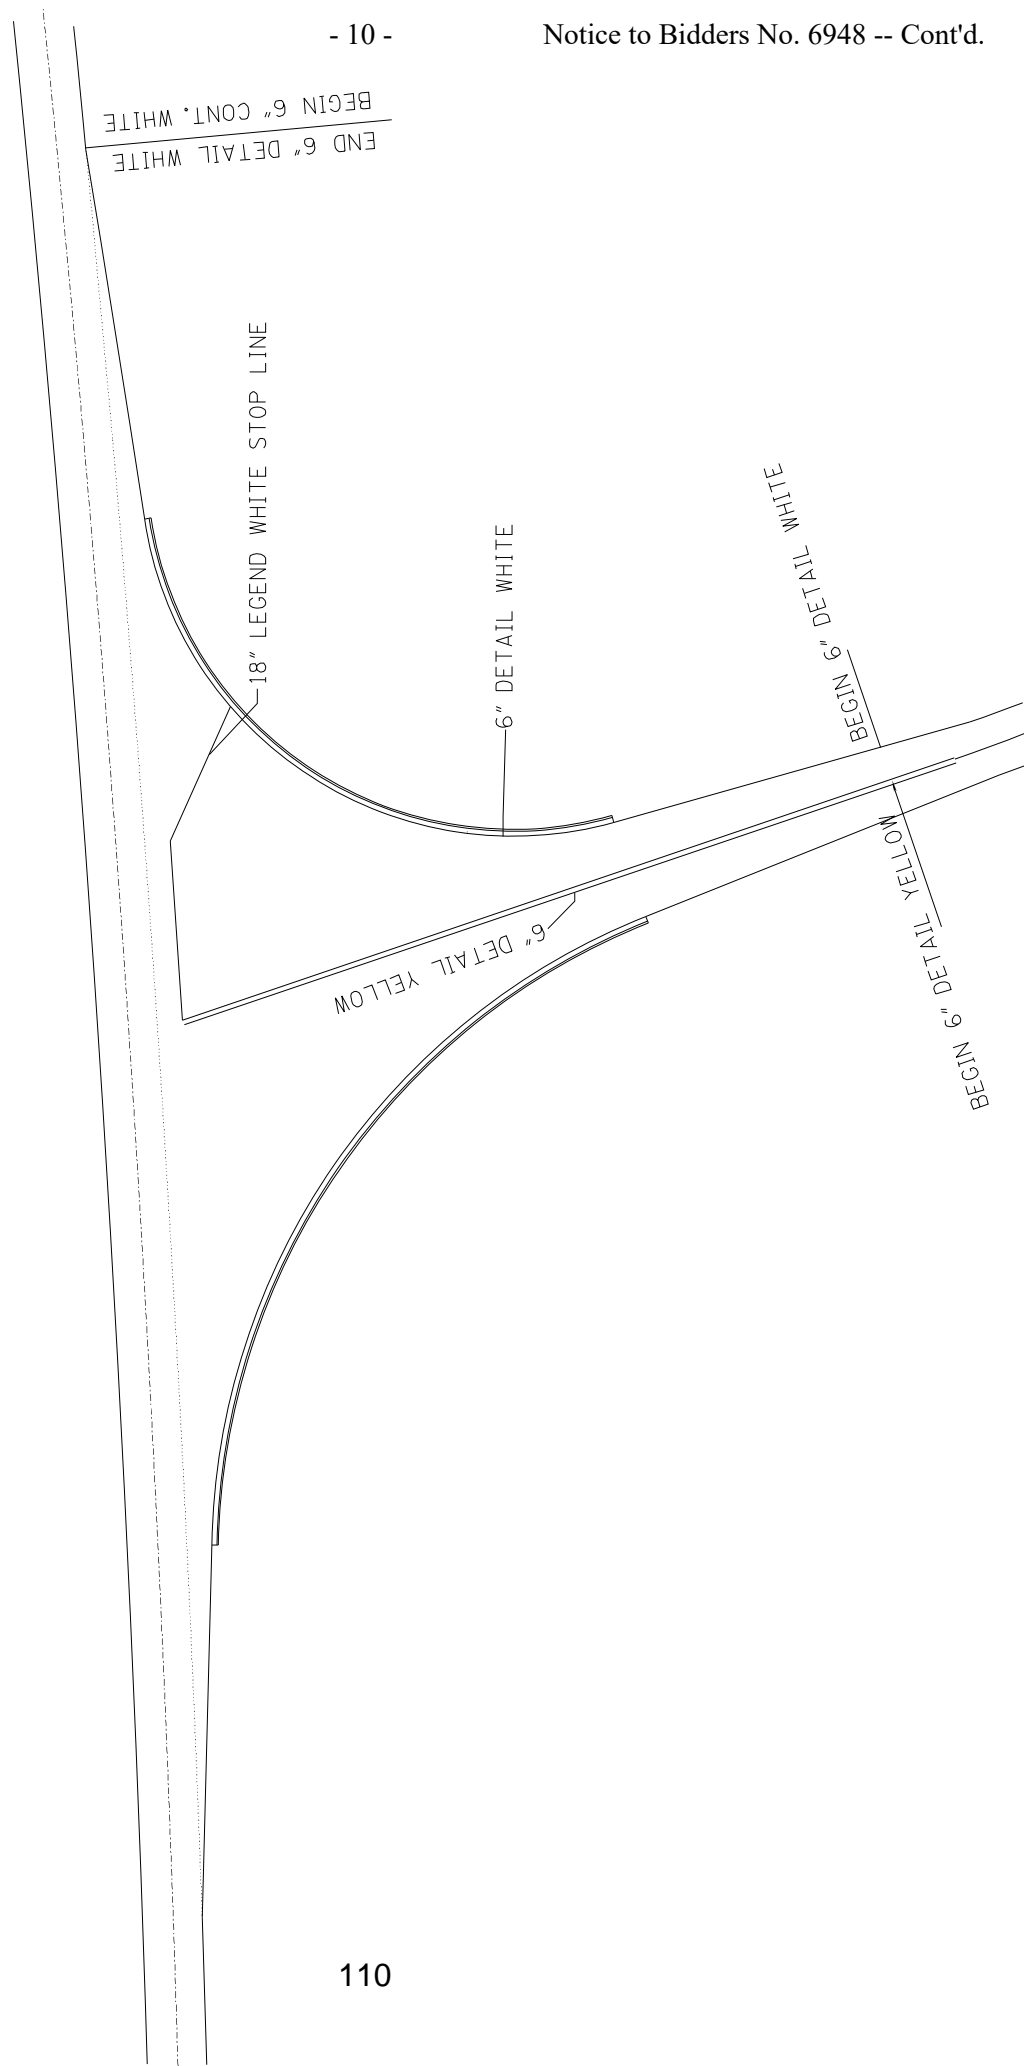 - 10 - Notice to Bidders No. 6948 -- Cont'd.
BEGIN 6" CONT. WHITE
END 6" DETAIL WHITE
18" LEGEND WHITE STOP LINE
6" DETAIL WHITE
BEGIN 6" DETAIL WHITE
6" DETAIL YELLOW
BEGIN 6" DETAIL YELLOW
110